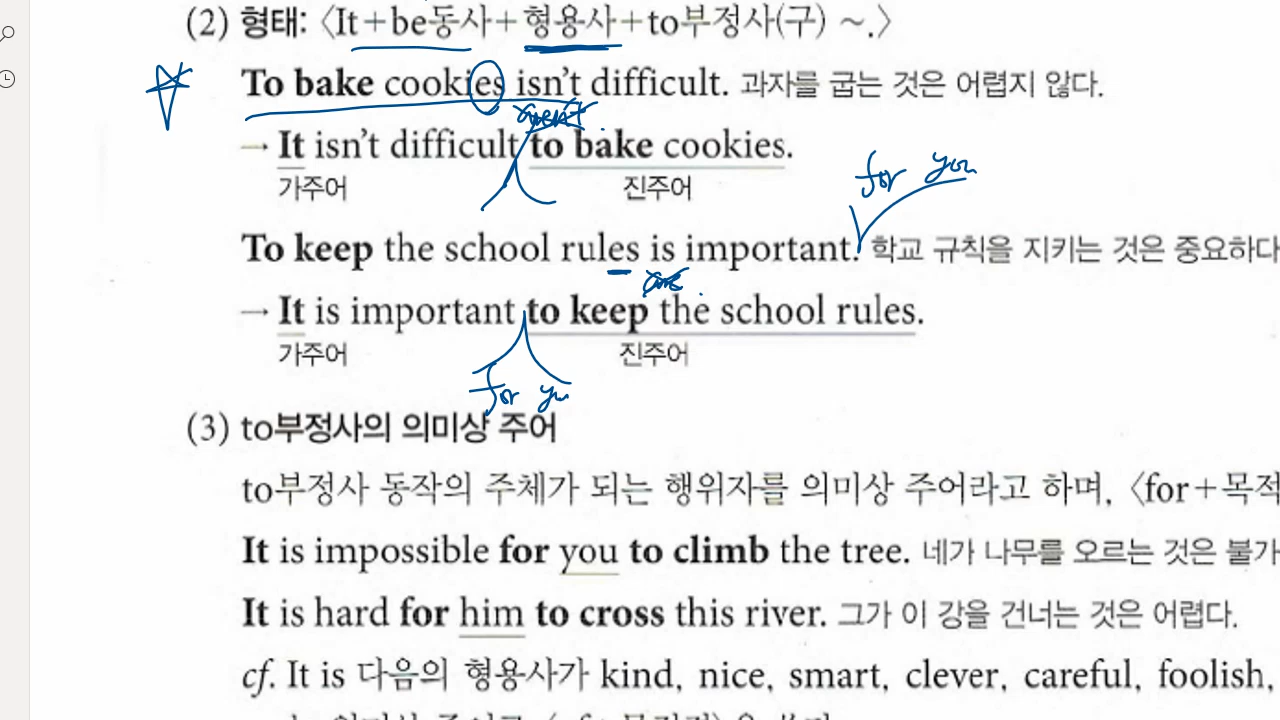 (2) 형태: 〈It+be동사+형용사+to부정사(구) ~.〉
To bake cookies isn't difficult. 과자를 굽는 것은 어렵지 않다.
aren't
→ It isn't difficult to bake cookies.
가주어 진주어
for you
To keep the school rules is important. 학교 규칙을 지키는 것은 중요하다
are
→ It is important to keep the school rules.
가주어 진주어
for you
(3) to부정사의 의미상 주어
to부정사 동작의 주체가 되는 행위자를 의미상 주어라고 하며, 〈for+목적
It is impossible for you to climb the tree. 네가 나무를 오르는 것은 불가
It is hard for him to cross this river. 그가 이 강을 건너는 것은 어렵다.
cf. It is 다음의 형용사가 kind, nice, smart, clever, careful, foolish,